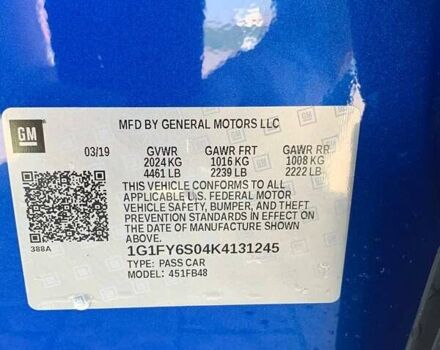 GM
MFD BY GENERAL MOTORS LLC
03/19 GVWR GAWR FRT GAWR RR
2024 KG 1016 KG 1008 KG
4461 LB 2239 LB 2222 LB
THIS VEHICLE CONFORMS TO ALL
APPLICABLE U.S. FEDERAL MOTOR
VEHICLE SAFETY, BUMPER, AND THEFT
PREVENTION STANDARDS IN EFFECT ON
THE DATE OF MANUFACTURE SHOWN
ABOVE.
388A
1G1FY6S04K4131245
TYPE: PASS CAR
MODEL: 451FB48